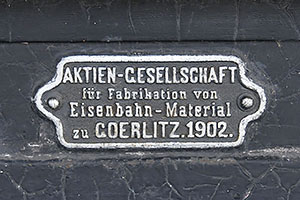 AKTIEN-GESELLSCHAFT
für Fabrikation von
Eisenbahn-Material
zu GOERLITZ. 1902.